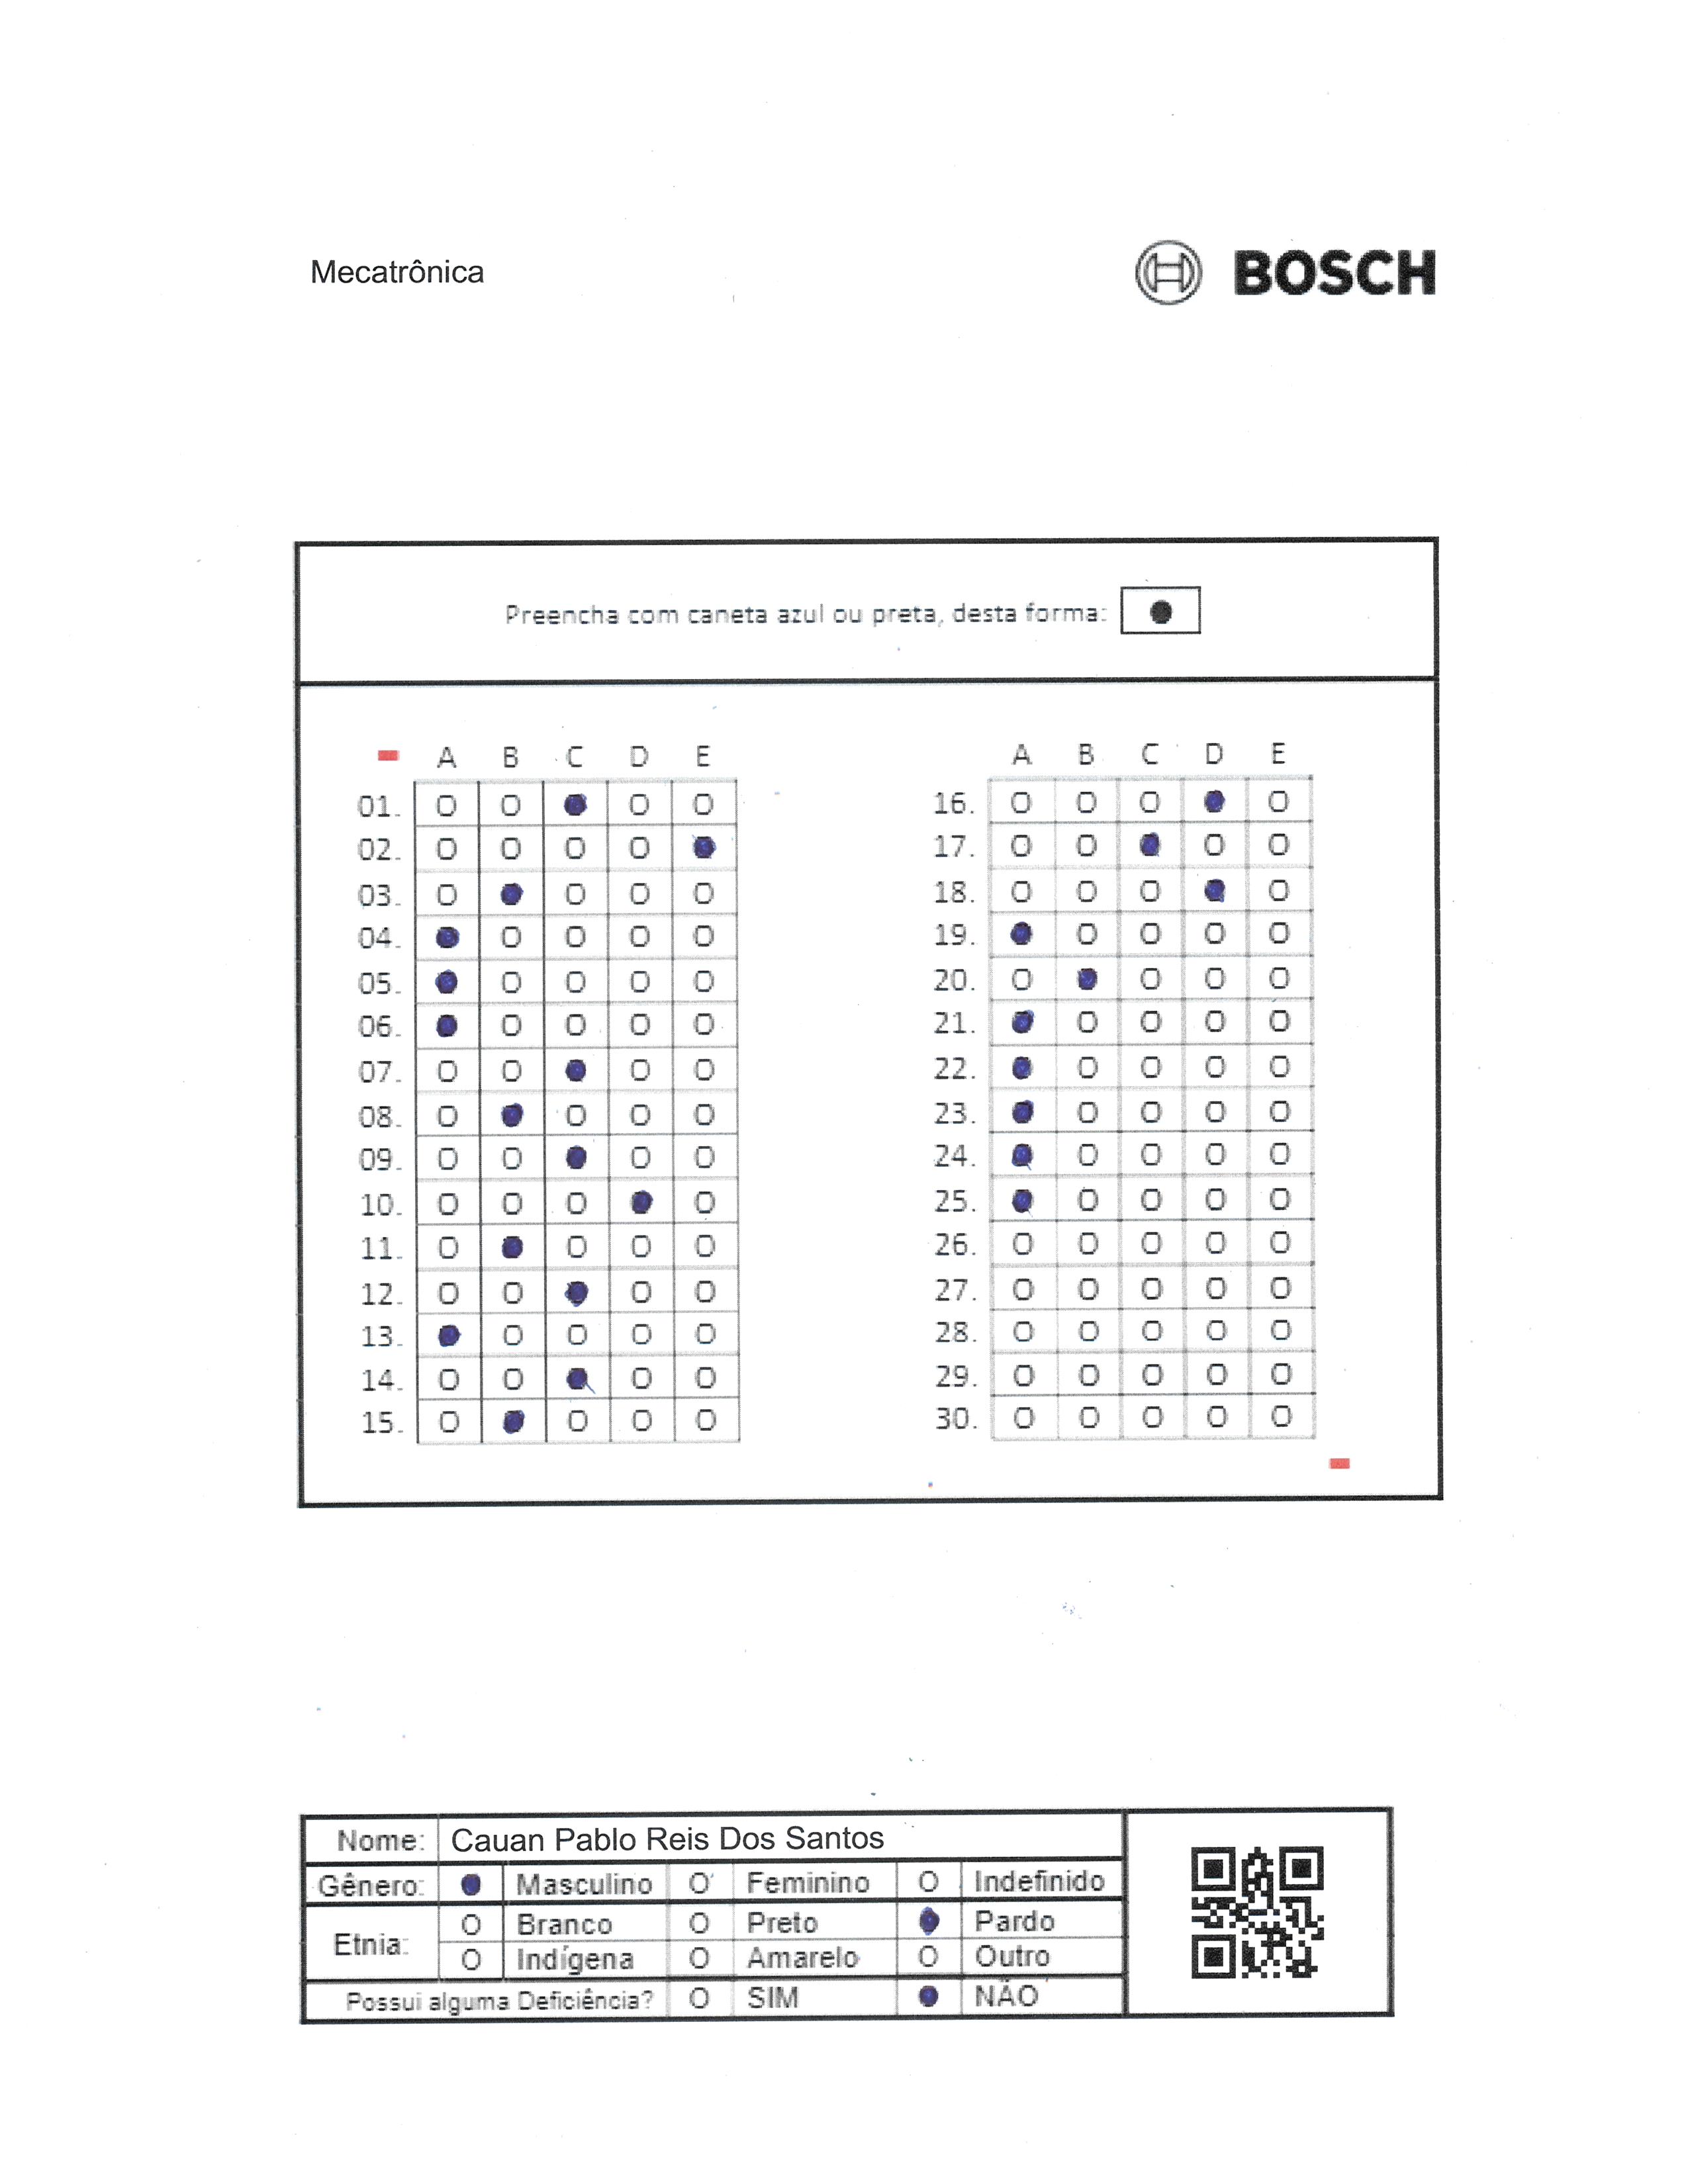 Mecatrônica
BOSCH
Preencha com caneta azul ou preta, desta forma: ●
A B C D E
01. O O ● O O
02. O O O O ●
03. O ● O O O
04. ● O O O O
05. ● O O O O
06. ● O O O O
07. O O ● O O
08. O ● O O O
09. O O ● O O
10. O O O ● O
11. O ● O O O
12. O O ● O O
13. ● O O O O
14. O O ● O O
15. O ● O O O
A B C D E
16. O O O ● O
17. O O ● O O
18. O O O ● O
19. ● O O O O
20. O ● O O O
21. ● O O O O
22. ● O O O O
23. ● O O O O
24. ● O O O O
25. ● O O O O
26. O O O O O
27. O O O O O
28. O O O O O
29. O O O O O
30. O O O O O
Nome: Cauan Pablo Reis Dos Santos
Gênero: ● Masculino O Feminino O Indefinido
Etnia: O Branco O Preto ● Pardo
O Indígena O Amarelo O Outro
Possui alguma Deficiência? O SIM ● NÃO